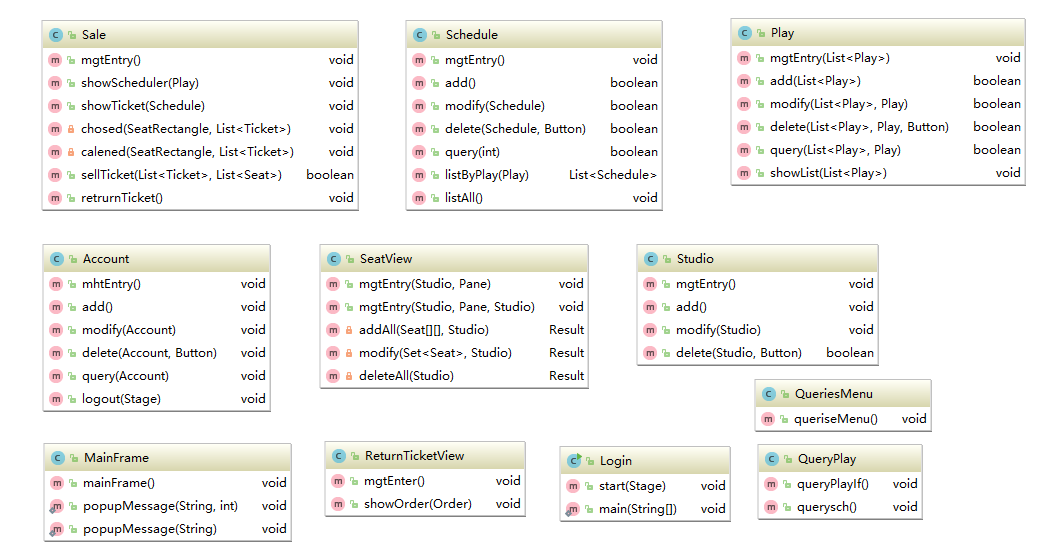 Sale
mgtEntry() void
showScheduler(Play) void
showTicket(Schedule) void
chosed(SeatRectangle, List<Ticket>) void
calened(SeatRectangle, List<Ticket>) void
sellTicket(List<Ticket>, List<Seat>) boolean
retrurnTicket() void
Schedule
mgtEntry() void
add() boolean
modify(Schedule) boolean
delete(Schedule, Button) boolean
query(int) boolean
listByPlay(Play) List<Schedule>
listAll() void
Play
mgtEntry(List<Play>) void
add(List<Play>) boolean
modify(List<Play>, Play) boolean
delete(List<Play>, Play, Button) boolean
query(List<Play>, Play) boolean
showList(List<Play>) void
Account
mhtEntry() void
add() void
modify(Account) void
delete(Account, Button) void
query(Account) void
logout(Stage) void
SeatView
mgtEntry(Studio, Pane) void
mgtEntry(Studio, Pane, Studio) void
addAll(Seat[][], Studio) Result
modify(Set<Seat>, Studio) Result
deleteAll(Studio) Result
Studio
mgtEntry() void
add() void
modify(Studio) void
delete(Studio, Button) boolean
QueriesMenu
queriseMenu() void
MainFrame
mainFrame() void
popupMessage(String, int) void
popupMessage(String) void
ReturnTicketView
mgtEnter() void
showOrder(Order) void
Login
start(Stage) void
main(String[]) void
QueryPlay
queryPlayIf() void
querysch() void